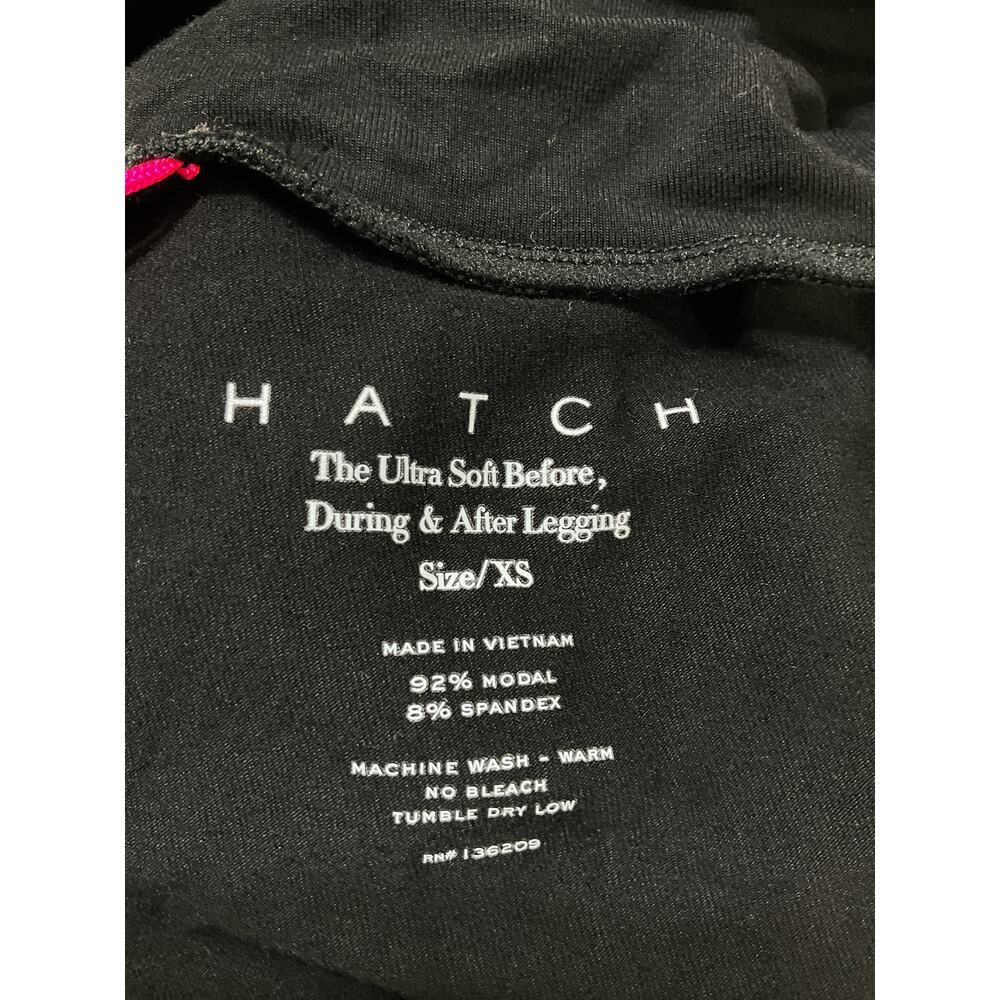 HATCH
The Ultra Soft Before,
During & After Legging
Size/XS
MADE IN VIETNAM
92% MODAL
8% SPANDEX
MACHINE WASH - WARM
NO BLEACH
TUMBLE DRY LOW
RN# 136209